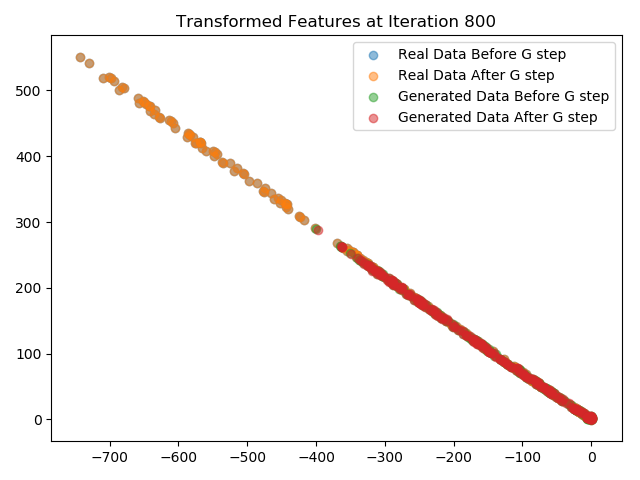 Transformed Features at Iteration 800
Real Data Before G step
Real Data After G step
Generated Data Before G step
Generated Data After G step
500
400
300
200
100
0
−700 −600 −500 −400 −300 −200 −100 0